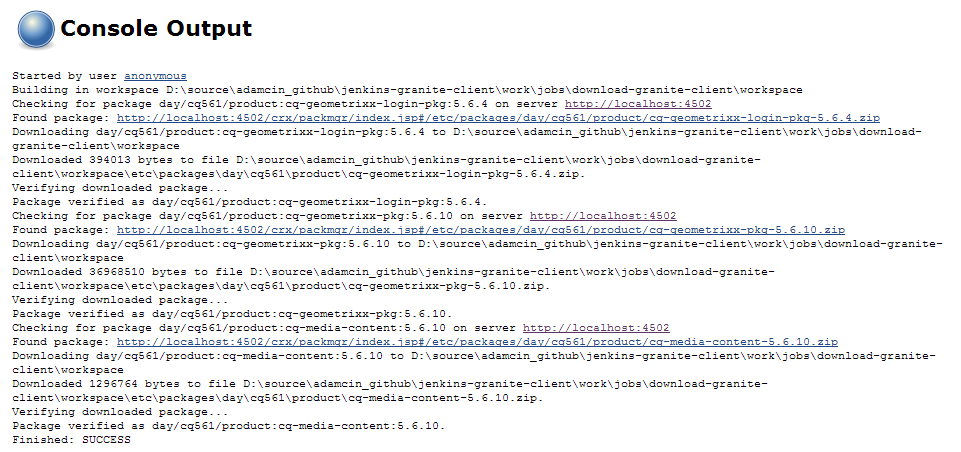 Console Output
Started by user anonymous
Building in workspace D:\source\adamcin_github\jenkins-granite-client\work\jobs\download-granite-client\workspace
Checking for package day/cq561/product:cq-geometrixx-login-pkg:5.6.4 on server http://localhost:4502
Found package: http://localhost:4502/crx/packmgr/index.jsp#/etc/packages/day/cq561/product/cq-geometrixx-login-pkg-5.6.4.zip
Downloading day/cq561/product:cq-geometrixx-login-pkg:5.6.4 to D:\source\adamcin_github\jenkins-granite-client\work\jobs\download-
granite-client\workspace
Downloaded 394013 bytes to file D:\source\adamcin_github\jenkins-granite-client\work\jobs\download-granite-
client\workspace\etc\packages\day\cq561\product\cq-geometrixx-login-pkg-5.6.4.zip.
Verifying downloaded package...
Package verified as day/cq561/product:cq-geometrixx-login-pkg:5.6.4.
Checking for package day/cq561/product:cq-geometrixx-pkg:5.6.10 on server http://localhost:4502
Found package: http://localhost:4502/crx/packmgr/index.jsp#/etc/packages/day/cq561/product/cq-geometrixx-pkg-5.6.10.zip
Downloading day/cq561/product:cq-geometrixx-pkg:5.6.10 to D:\source\adamcin_github\jenkins-granite-client\work\jobs\download-granite-
client\workspace
Downloaded 36968510 bytes to file D:\source\adamcin_github\jenkins-granite-client\work\jobs\download-granite-
client\workspace\etc\packages\day\cq561\product\cq-geometrixx-pkg-5.6.10.zip.
Verifying downloaded package...
Package verified as day/cq561/product:cq-geometrixx-pkg:5.6.10.
Checking for package day/cq561/product:cq-media-content:5.6.10 on server http://localhost:4502
Found package: http://localhost:4502/crx/packmgr/index.jsp#/etc/packages/day/cq561/product/cq-media-content-5.6.10.zip
Downloading day/cq561/product:cq-media-content:5.6.10 to D:\source\adamcin_github\jenkins-granite-client\work\jobs\download-granite-
client\workspace
Downloaded 1296764 bytes to file D:\source\adamcin_github\jenkins-granite-client\work\jobs\download-granite-
client\workspace\etc\packages\day\cq561\product\cq-media-content-5.6.10.zip.
Verifying downloaded package...
Package verified as day/cq561/product:cq-media-content:5.6.10.
Finished: SUCCESS